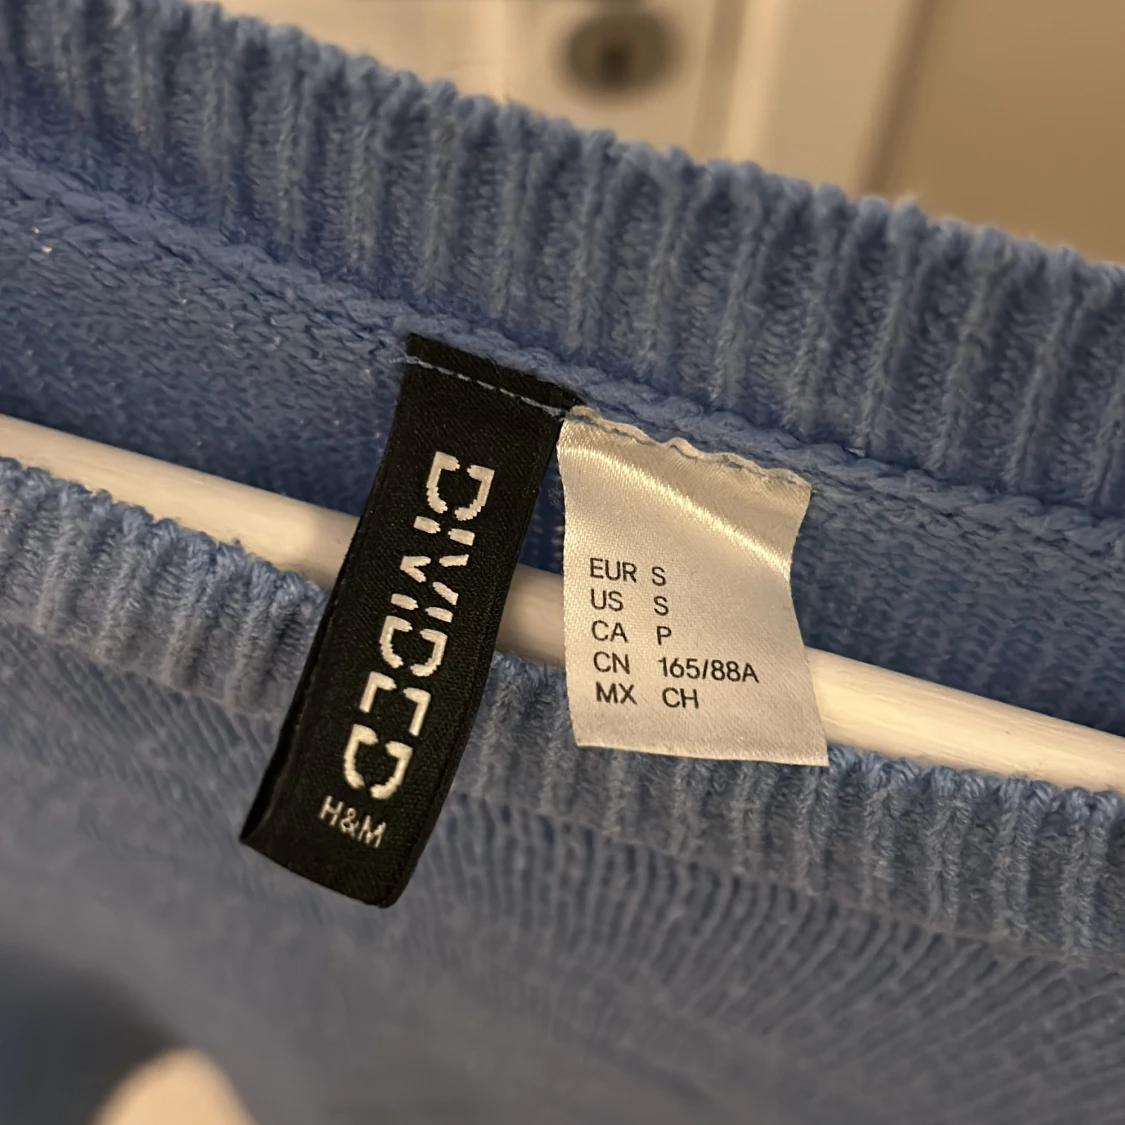 DIVIDED
H&M
EUR S
US S
CA P
CN 165/88A
MX CH